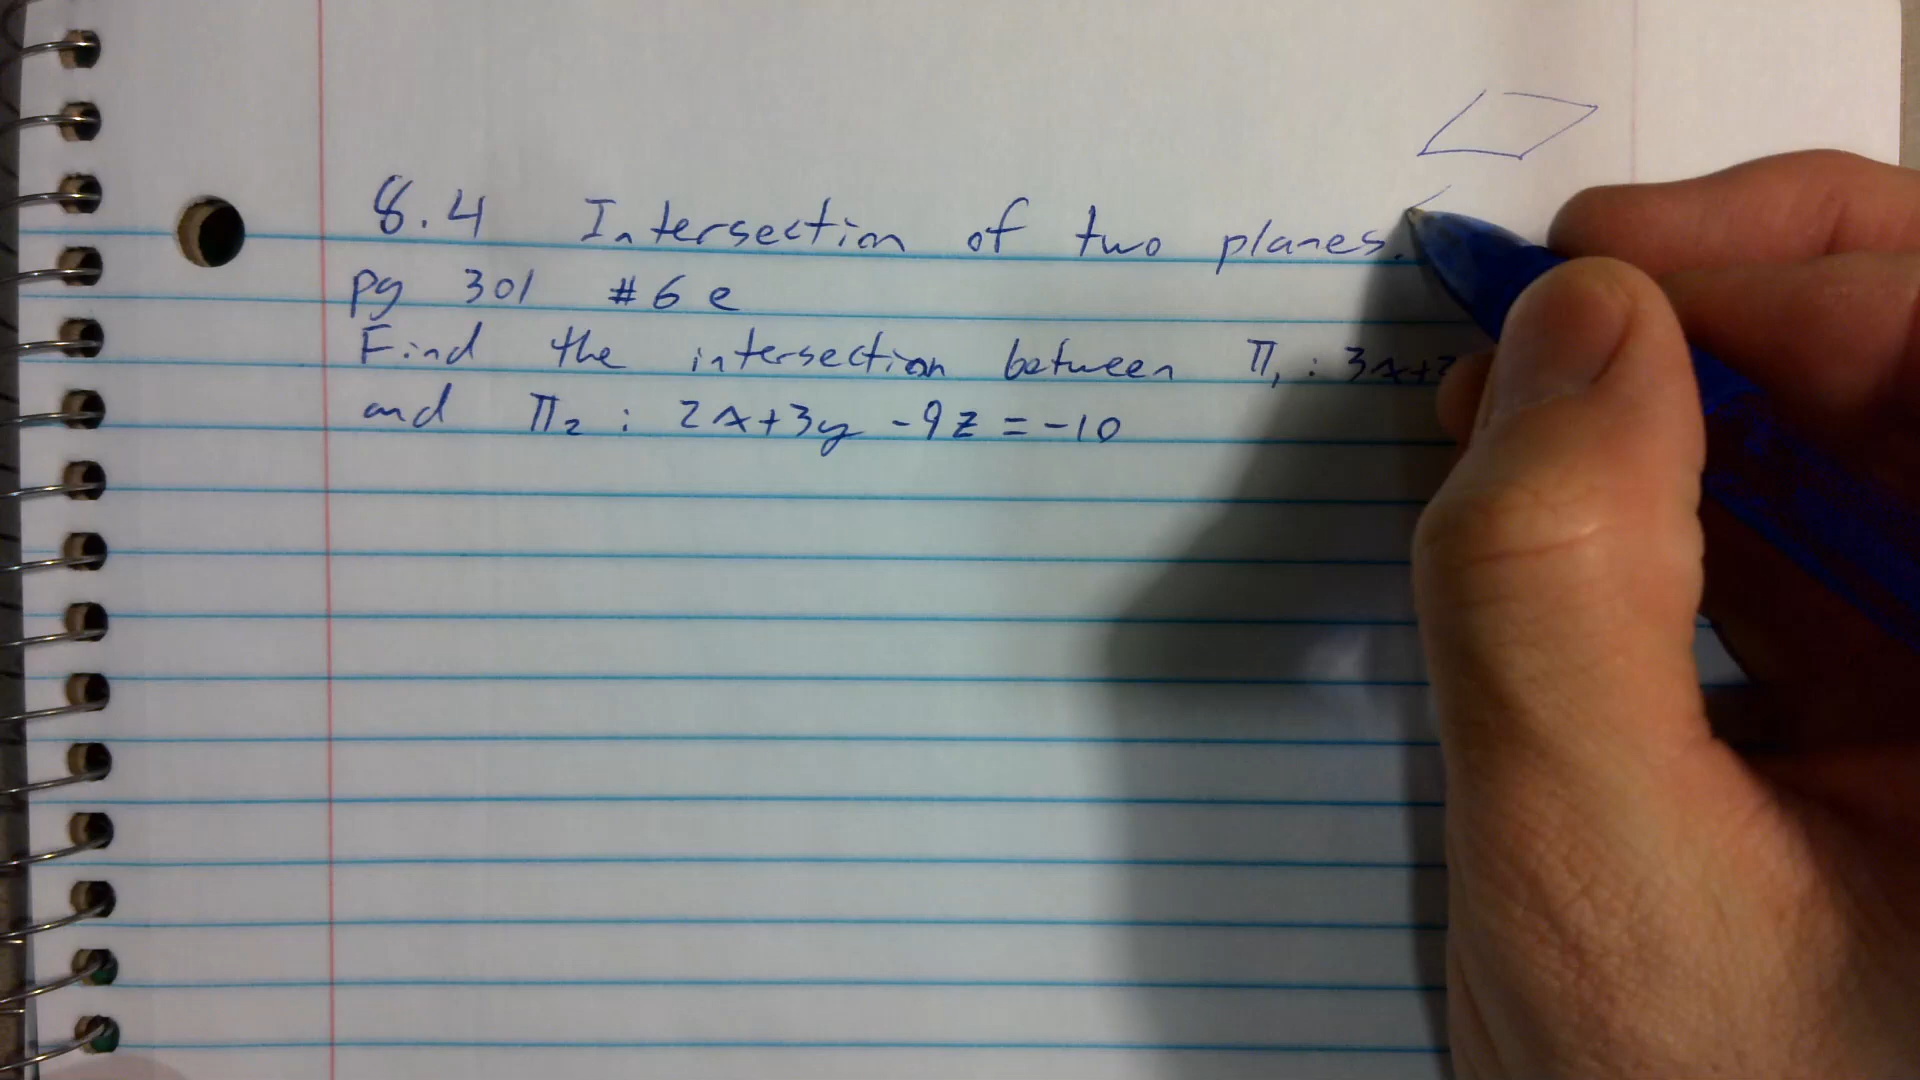 8.4 Intersection of two planes.
pg 301 #6 e
Find the intersection between π₁ : 3x+
and π₂ : 2x+3y -9z = -10